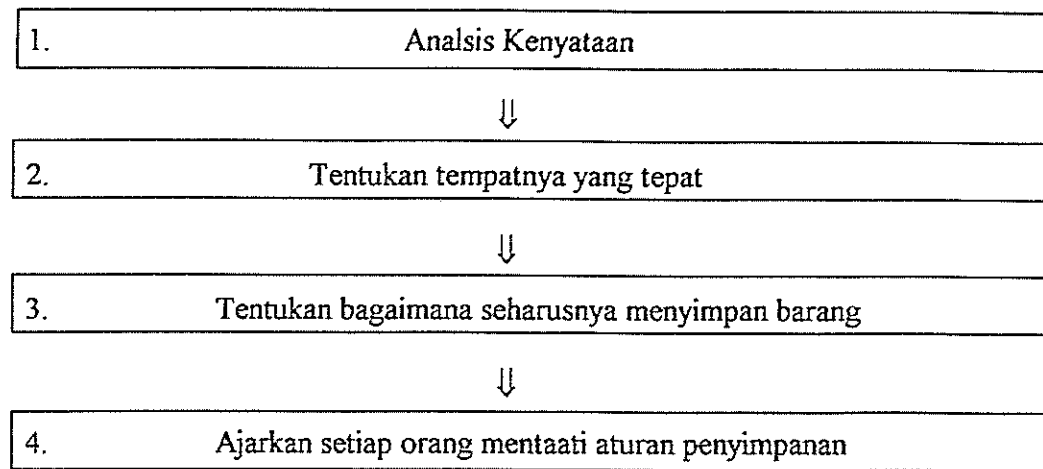 1. Analsis Kenyataan
⇓
2. Tentukan tempatnya yang tepat
⇓
3. Tentukan bagaimana seharusnya menyimpan barang
⇓
4. Ajarkan setiap orang mentaati aturan penyimpanan